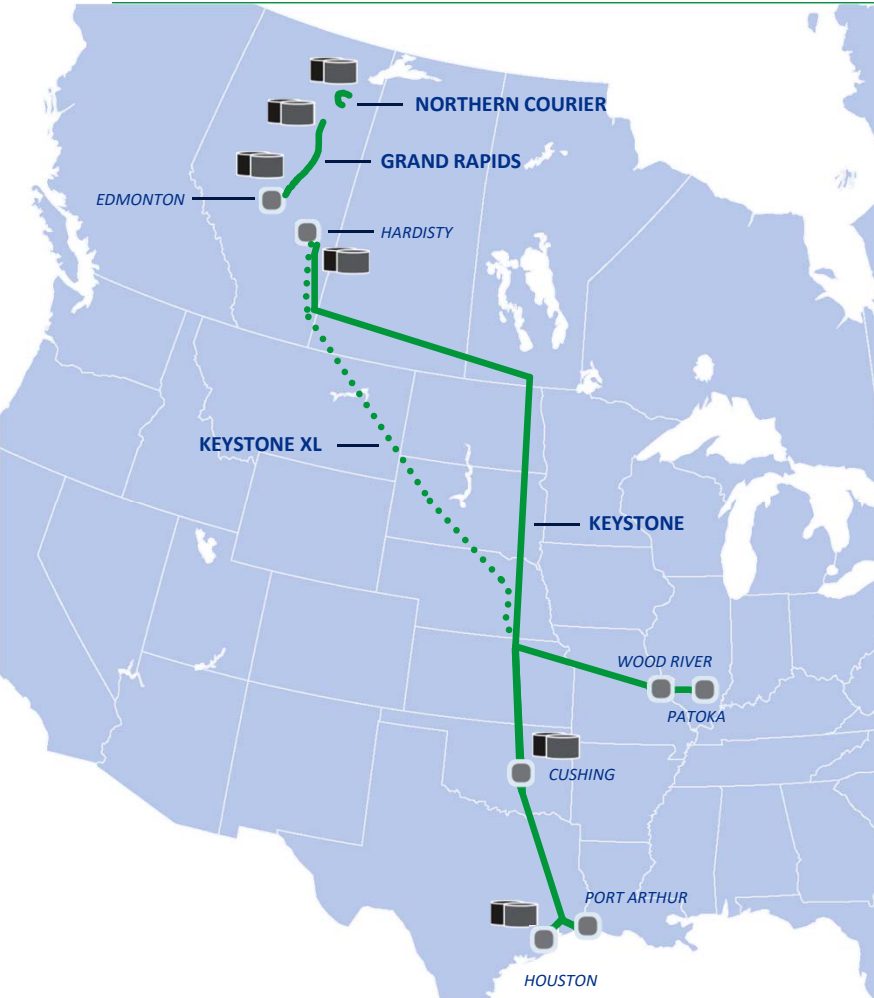 NORTHERN COURIER
GRAND RAPIDS
EDMONTON
HARDISTY
KEYSTONE XL
KEYSTONE
WOOD RIVER
PATOKA
CUSHING
PORT ARTHUR
HOUSTON